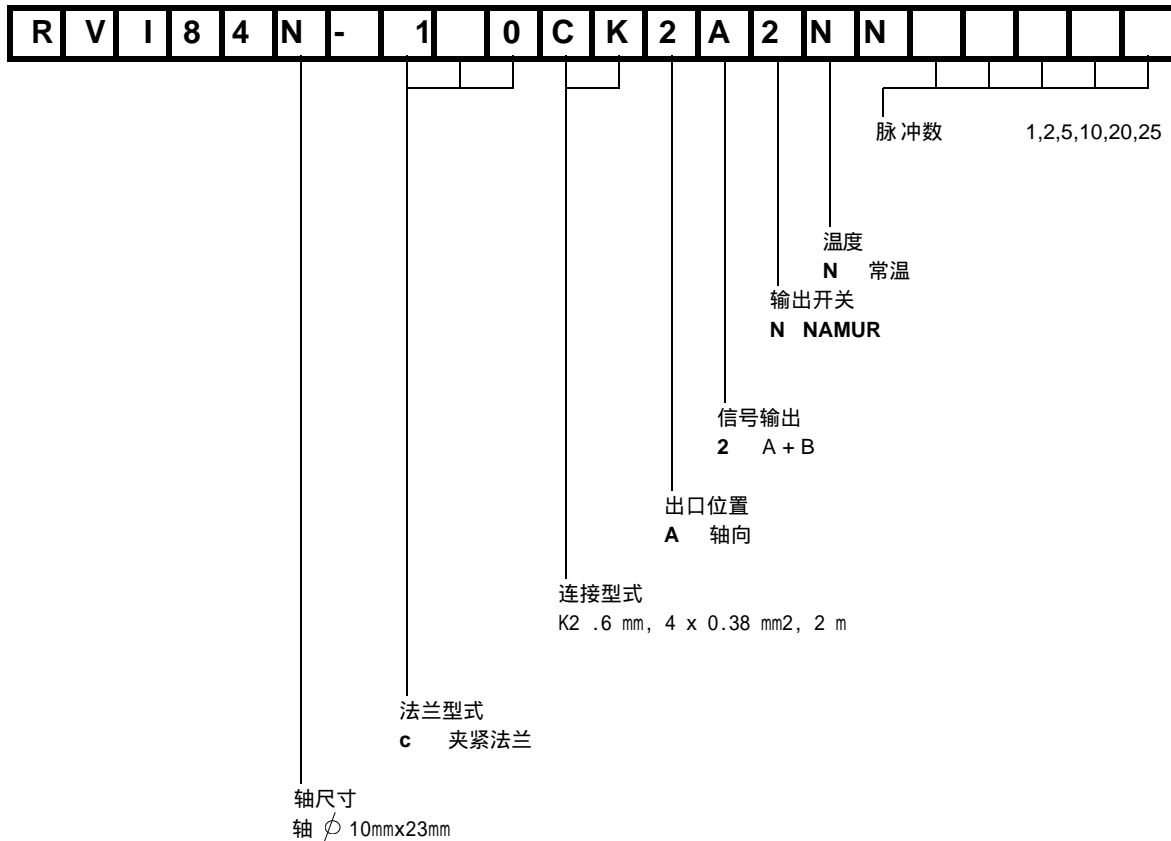 R V I 8 4 N - 1 0 C K 2 A 2 N N
脉冲数 1,2,5,10,20,25
温度
N 常温
输出开关
N NAMUR
信号输出
2 A + B
出口位置
A 轴向
连接型式
K2 .6 mm, 4 x 0.38 mm2, 2 m
法兰型式
c 夹紧法兰
轴尺寸
轴 ∅ 10mmx23mm